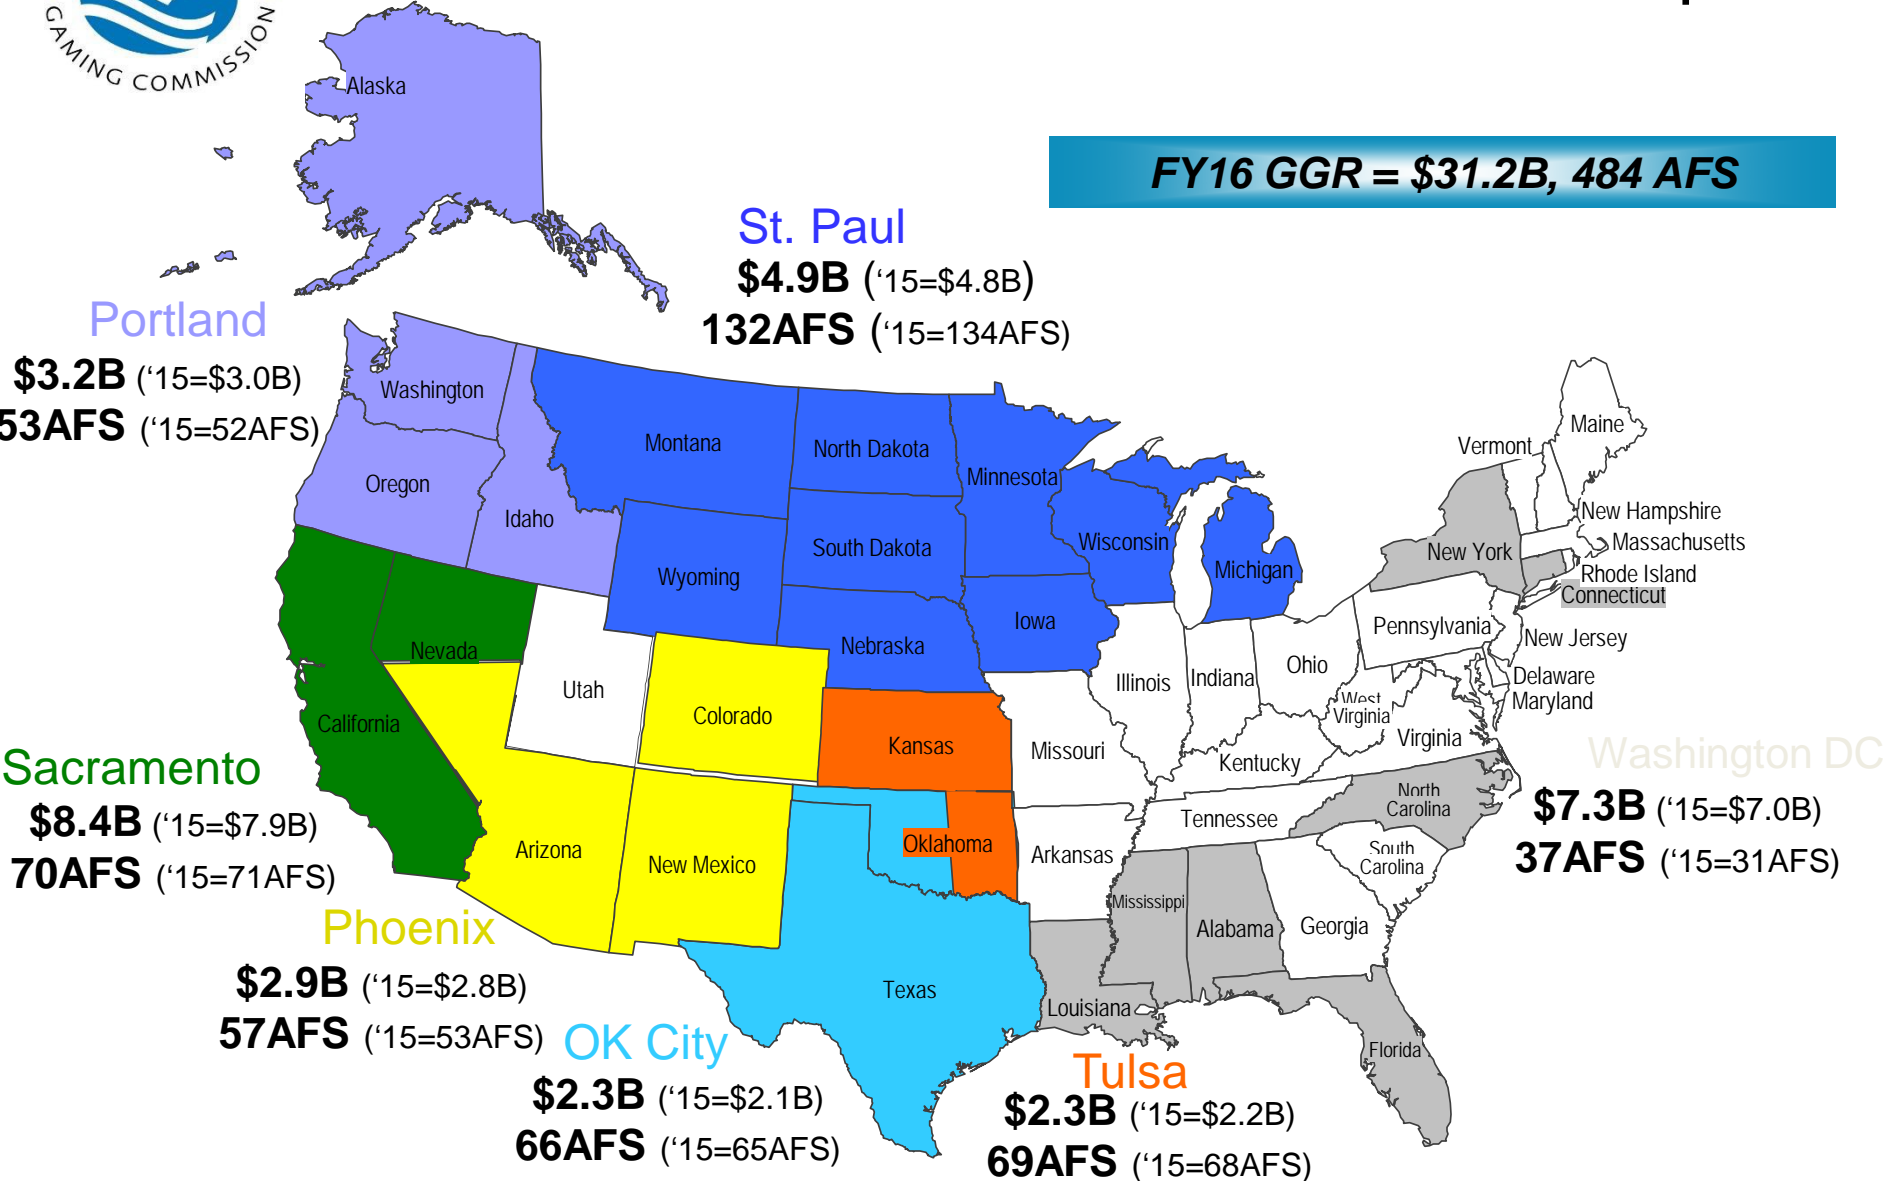 GAMING COMMISSION
Alaska
FY16 GGR = $31.2B, 484 AFS
St. Paul
$4.9B (‘15=$4.8B)
132AFS (‘15=134AFS)
Portland
$3.2B (‘15=$3.0B)
53AFS (‘15=52AFS)
Washington
Oregon
Idaho
Montana
North Dakota
Minnesota
South Dakota
Wyoming
Wisconsin
Michigan
Iowa
Nebraska
Maine
Vermont
New Hampshire
New York
Massachusetts
Rhode Island
Connecticut
Pennsylvania
New Jersey
Delaware
Maryland
Nevada
Utah
Colorado
California
Kansas
Missouri
Illinois
Indiana
Ohio
West
Virginia
Virginia
Kentucky
Tennessee
North
Carolina
South
Carolina
Arizona
New Mexico
Oklahoma
Arkansas
Mississippi
Alabama
Georgia
Texas
Louisiana
Florida
Sacramento
$8.4B (‘15=$7.9B)
70AFS (‘15=71AFS)
Washington DC
$7.3B (‘15=$7.0B)
37AFS (‘15=31AFS)
Phoenix
$2.9B (‘15=$2.8B)
57AFS (‘15=53AFS)
OK City
$2.3B (‘15=$2.1B)
66AFS (‘15=65AFS)
Tulsa
$2.3B (‘15=$2.2B)
69AFS (‘15=68AFS)